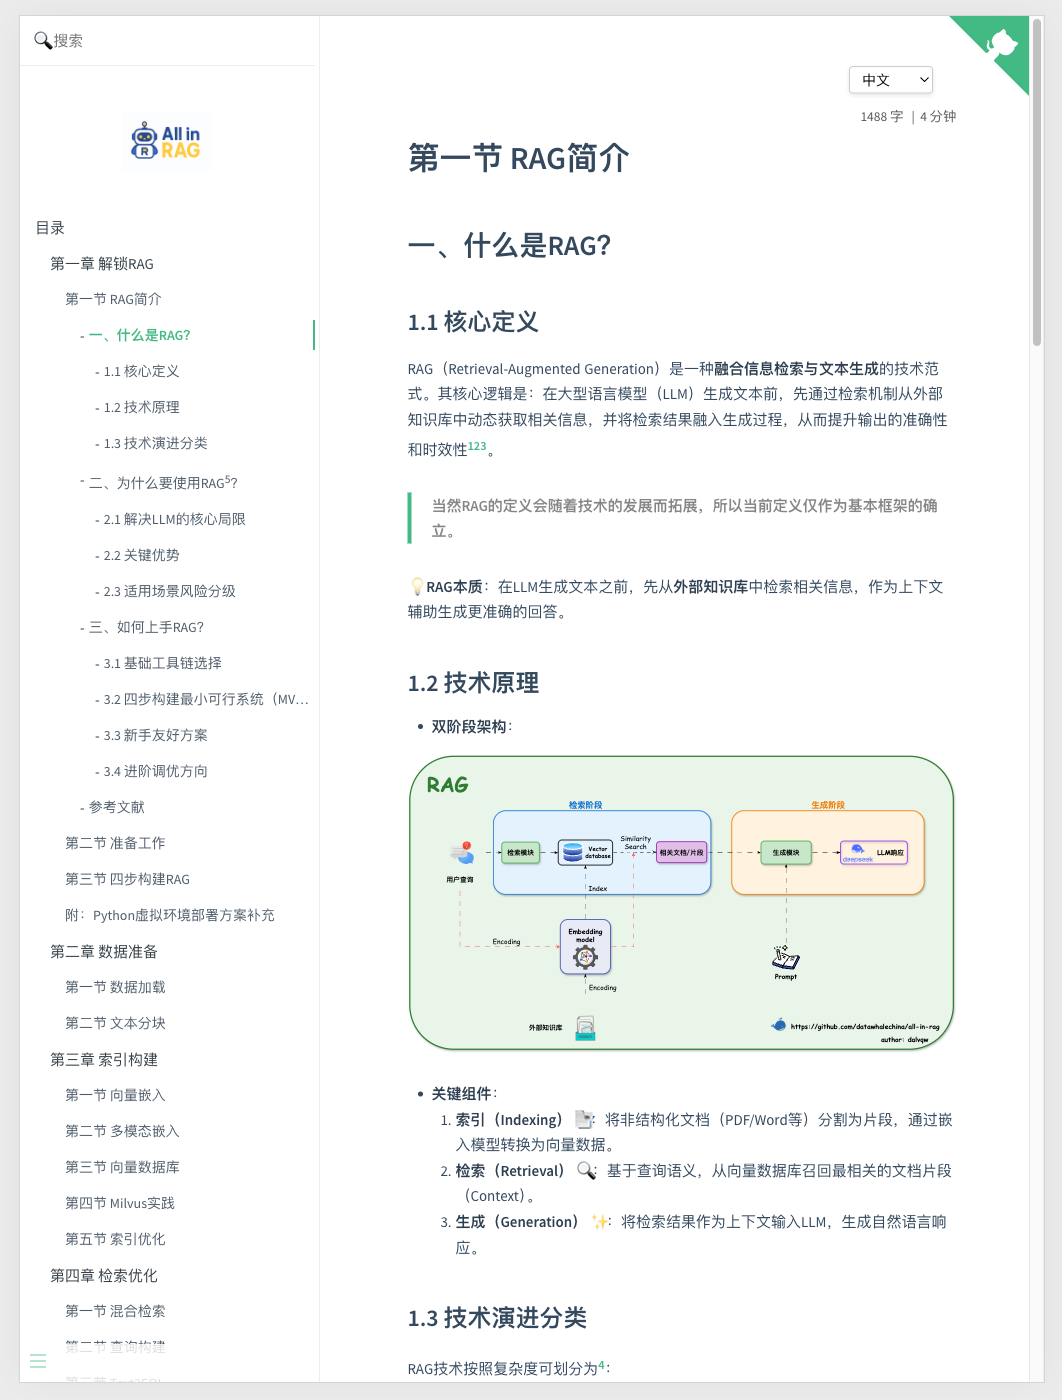 搜索
All in
RAG
目录
第一章 解锁RAG
第一节 RAG简介
- 一、什么是RAG？
- 1.1 核心定义
- 1.2 技术原理
- 1.3 技术演进分类
- 二、为什么要使用RAG5？
- 2.1 解决LLM的核心局限
- 2.2 关键优势
- 2.3 适用场景风险分级
- 三、如何上手RAG？
- 3.1 基础工具链选择
- 3.2 四步构建最小可行系统（MV...
- 3.3 新手友好方案
- 3.4 进阶调优方向
- 参考文献
第二节 准备工作
第三节 四步构建RAG
附：Python虚拟环境部署方案补充
第二章 数据准备
第一节 数据加载
第二节 文本分块
第三章 索引构建
第一节 向量嵌入
第二节 多模态嵌入
第三节 向量数据库
第四节 Milvus实践
第五节 索引优化
第四章 检索优化
第一节 混合检索
第二节 查询构建
中文
1488 字 | 4 分钟
第一节 RAG简介
一、什么是RAG？
1.1 核心定义
RAG（Retrieval-Augmented Generation）是一种融合信息检索与文本生成的技术范
式。其核心逻辑是：在大型语言模型（LLM）生成文本前，先通过检索机制从外部
知识库中动态获取相关信息，并将检索结果融入生成过程，从而提升输出的准确性
和时效性123。
当然RAG的定义会随着技术的发展而拓展，所以当前定义仅作为基本框架的确
立。
💡RAG本质：在LLM生成文本之前，先从外部知识库中检索相关信息，作为上下文
辅助生成更准确的回答。
1.2 技术原理
• 双阶段架构：
RAG
检索阶段
生成阶段
用户查询
检索模块
Vector
database
Similarity
Search
相关文档/片段
生成模块
deepseek
LLM响应
Index
Encoding
Embedding
model
Encoding
Prompt
外部知识库
https://github.com/datawhalechina/all-in-rag
author: dalvqw
• 关键组件：
1. 索引（Indexing） 📑：将非结构化文档（PDF/Word等）分割为片段，通过嵌
入模型转换为向量数据。
2. 检索（Retrieval） 🔍：基于查询语义，从向量数据库召回最相关的文档片段
（Context）。
3. 生成（Generation） ✨：将检索结果作为上下文输入LLM，生成自然语言响
应。
1.3 技术演进分类
RAG技术按照复杂度可划分为4：